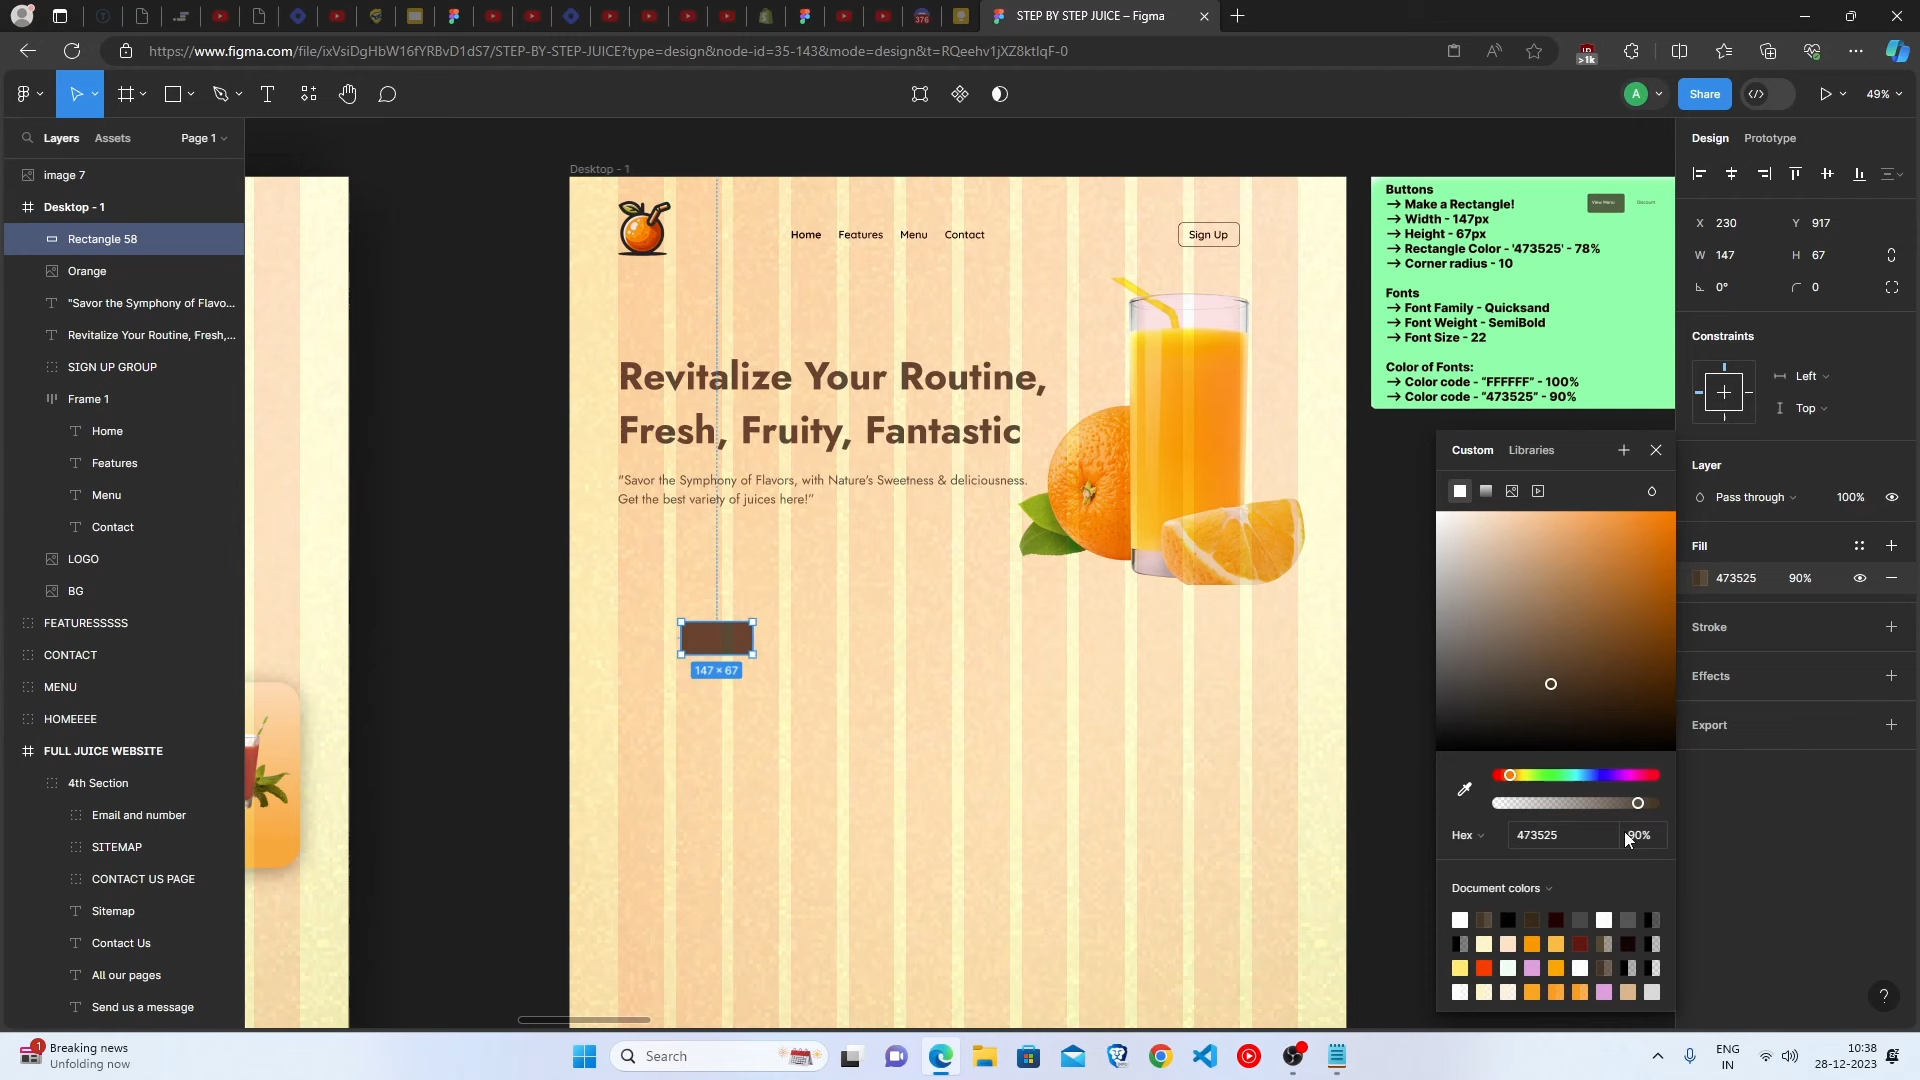 STEP BY STEP JUICE – Figma
376
https://www.figma.com/file/ixVsiDgHbW16fYRBvD1dS7/STEP-BY-STEP-JUICE?type=design&node-id=35-143&mode=design&t=RQeehv1jXZ8ktlqF-0
>1k
A
Share
49%
Layers
Assets
Page 1
image 7
Desktop - 1
Rectangle 58
Orange
"Savor the Symphony of Flavo...
Revitalize Your Routine, Fresh,...
SIGN UP GROUP
Frame 1
Home
Features
Menu
Contact
LOGO
BG
FEATURESSSSS
CONTACT
MENU
HOMEEEE
FULL JUICE WEBSITE
4th Section
Email and number
SITEMAP
CONTACT US PAGE
Sitemap
Contact Us
All our pages
Send us a message
Desktop - 1
Home
Features
Menu
Contact
Sign Up
Revitalize Your Routine,
Fresh, Fruity, Fantastic
"Savor the Symphony of Flavors, with Nature's Sweetness & deliciousness.
Get the best variety of juices here!"
147 × 67
Buttons
→ Make a Rectangle!
→ Width - 147px
→ Height - 67px
→ Rectangle Color - '473525' - 78%
→ Corner radius - 10
Fonts
→ Font Family - Quicksand
→ Font Weight - SemiBold
→ Font Size - 22
Color of Fonts:
→ Color code - "FFFFFF" - 100%
→ Color code - "473525" - 90%
View Menu
Discount
Custom
Libraries
Hex
473525
90%
Document colors
Design
Prototype
X 230
Y 917
W 147
H 67
0°
0
Constraints
Left
Top
Layer
Pass through
100%
Fill
473525
90%
Stroke
Effects
Export
?
1
Breaking news
Unfolding now
Search
ENG
IN
10:38
28-12-2023